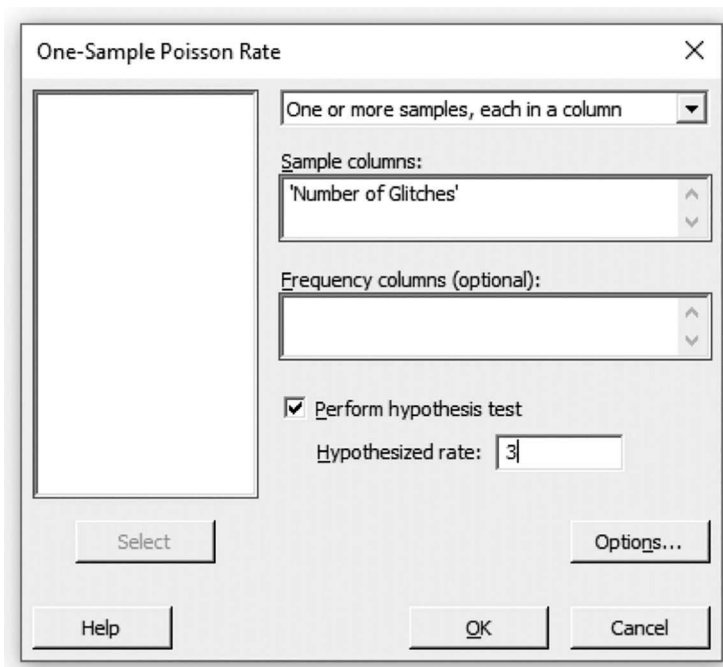 One-Sample Poisson Rate
One or more samples, each in a column
Sample columns:
'Number of Glitches'
Frequency columns (optional):
Perform hypothesis test
Hypothesized rate: 3
Select
Options...
Help
OK
Cancel